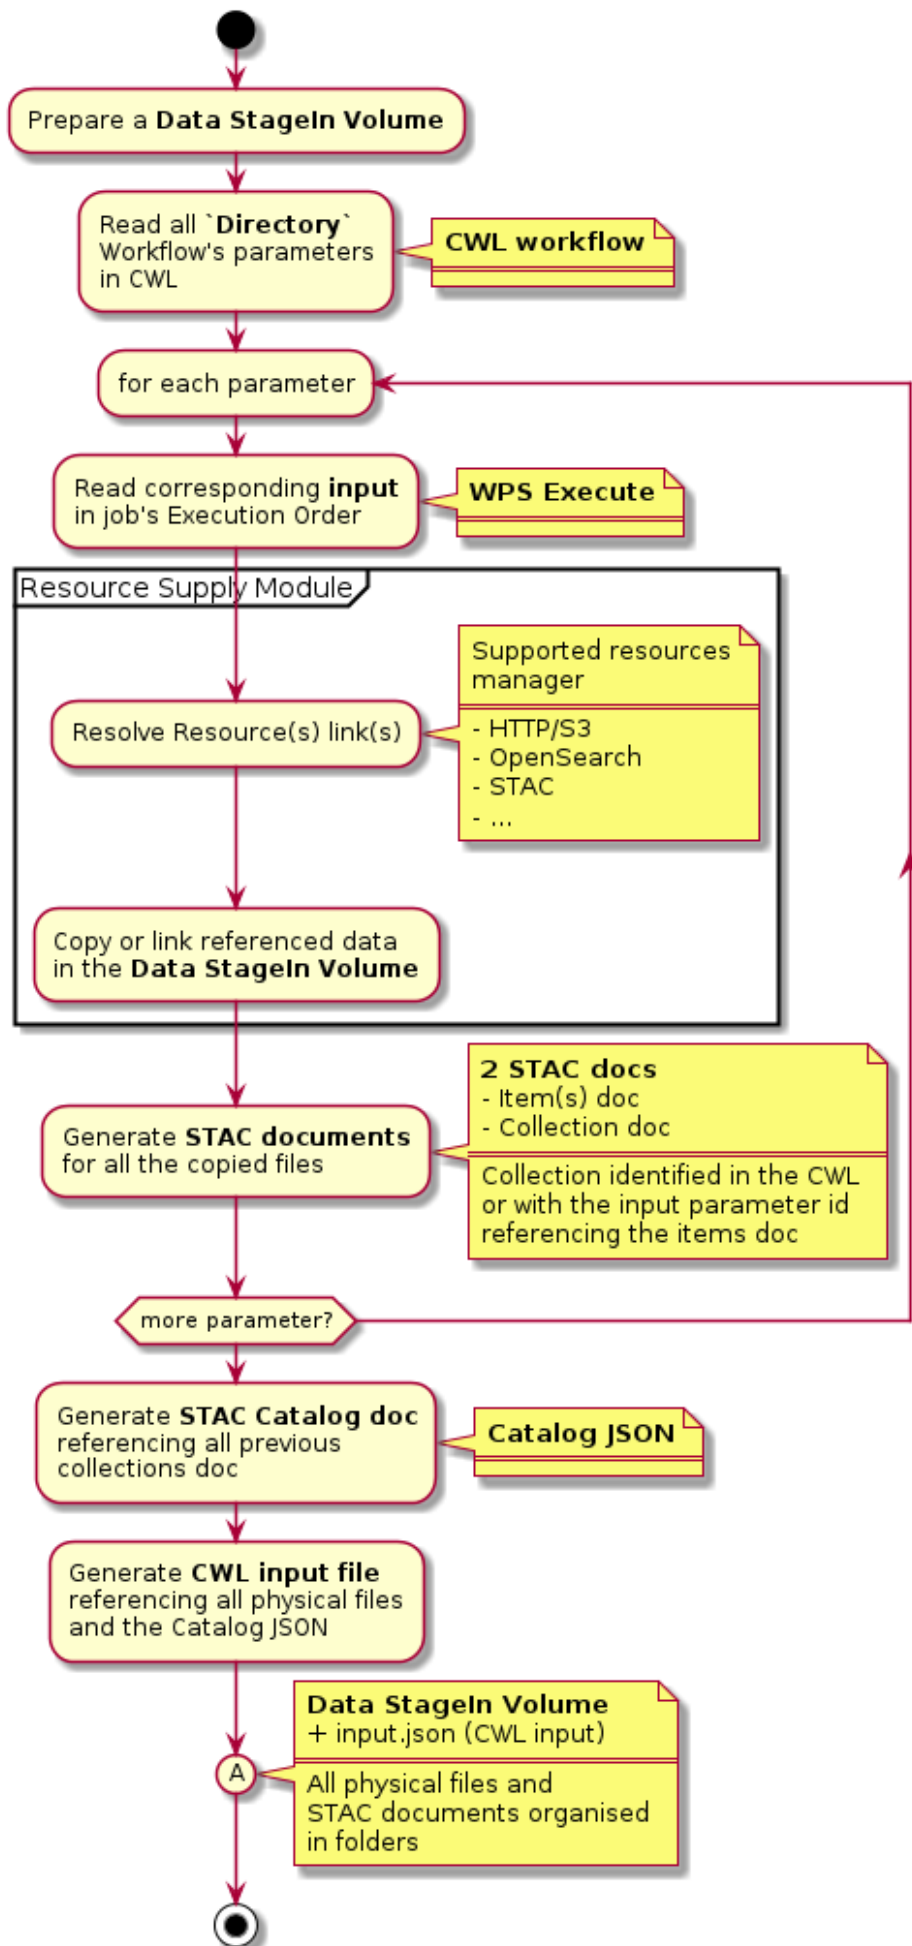 Prepare a Data StageIn Volume
Read all `Directory`
Workflow's parameters
in CWL
CWL workflow
for each parameter
Read corresponding input
in job's Execution Order
WPS Execute
Resource Supply Module
Supported resources
manager
Resolve Resource(s) link(s)
- HTTP/S3
- OpenSearch
- STAC
- ...
Copy or link referenced data
in the Data StageIn Volume
2 STAC docs
- Item(s) doc
- Collection doc
Generate STAC documents
for all the copied files
Collection identified in the CWL
or with the input parameter id
referencing the items doc
more parameter?
Generate STAC Catalog doc
referencing all previous
collections doc
Catalog JSON
Generate CWL input file
referencing all physical files
and the Catalog JSON
Data StageIn Volume
+ input.json (CWL input)
A
All physical files and
STAC documents organised
in folders